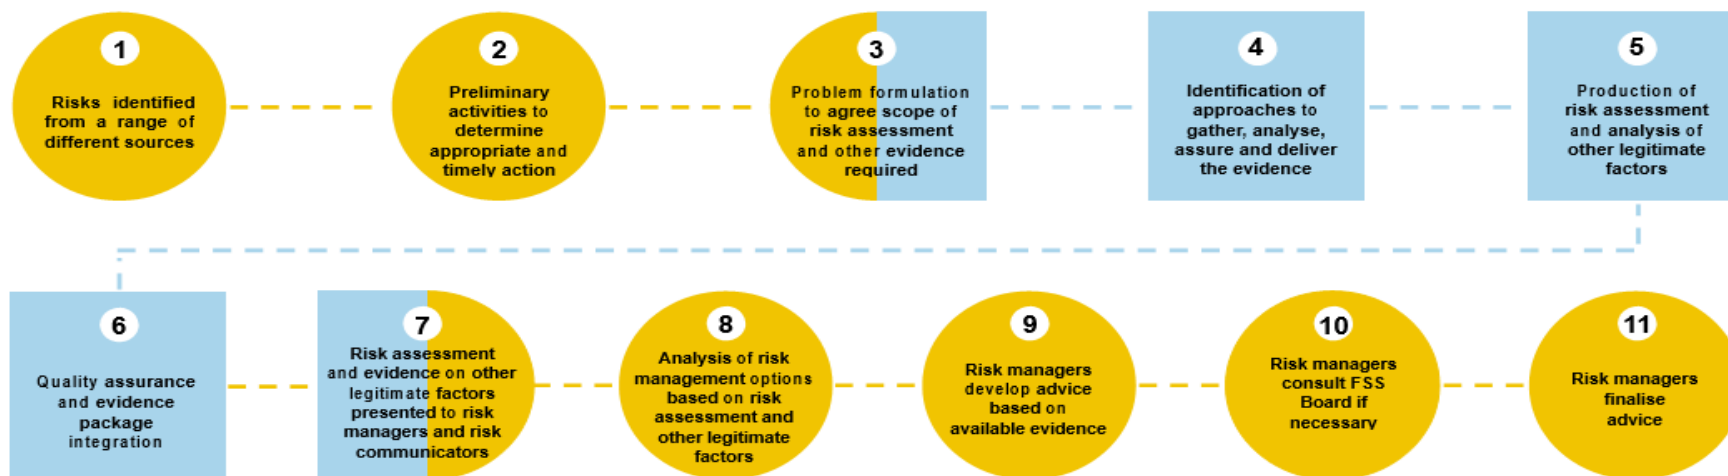 1
Risks identified
from a range of
different sources
2
Preliminary
activities to
determine
appropriate and
timely action
3
Problem formulation
to agree scope of
risk assessment
and other evidence
required
4
Identification of
approaches to
gather, analyse,
assure and deliver
the evidence
5
Production of
risk assessment
and analysis of
other legitimate
factors
6
Quality assurance
and evidence
package
integration
7
Risk assessment
and evidence on other
legitimate factors
presented to risk
managers and risk
communicators
8
Analysis of risk
management options
based on risk
assessment and
other legitimate
factors
9
Risk managers
develop advice
based on
available evidence
10
Risk managers
consult FSS
Board if
necessary
11
Risk managers
finalise
advice